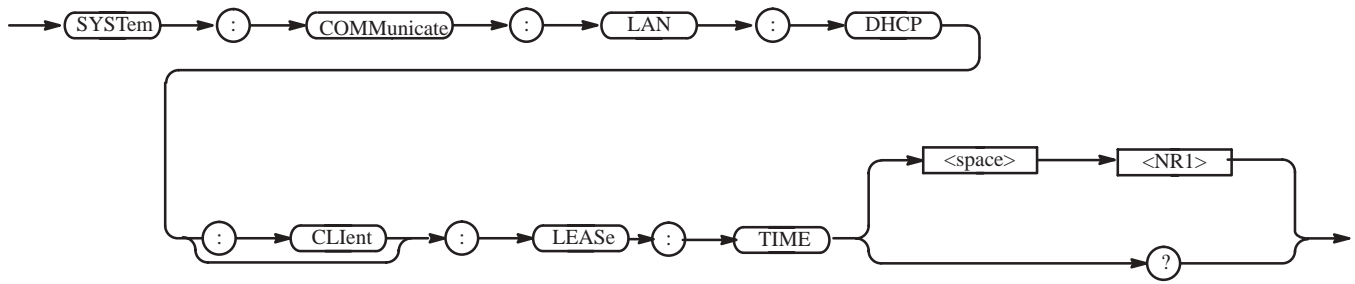 SYSTem : COMMunicate : LAN : DHCP
<space> <NR1>
: CLIent : LEASe : TIME
?